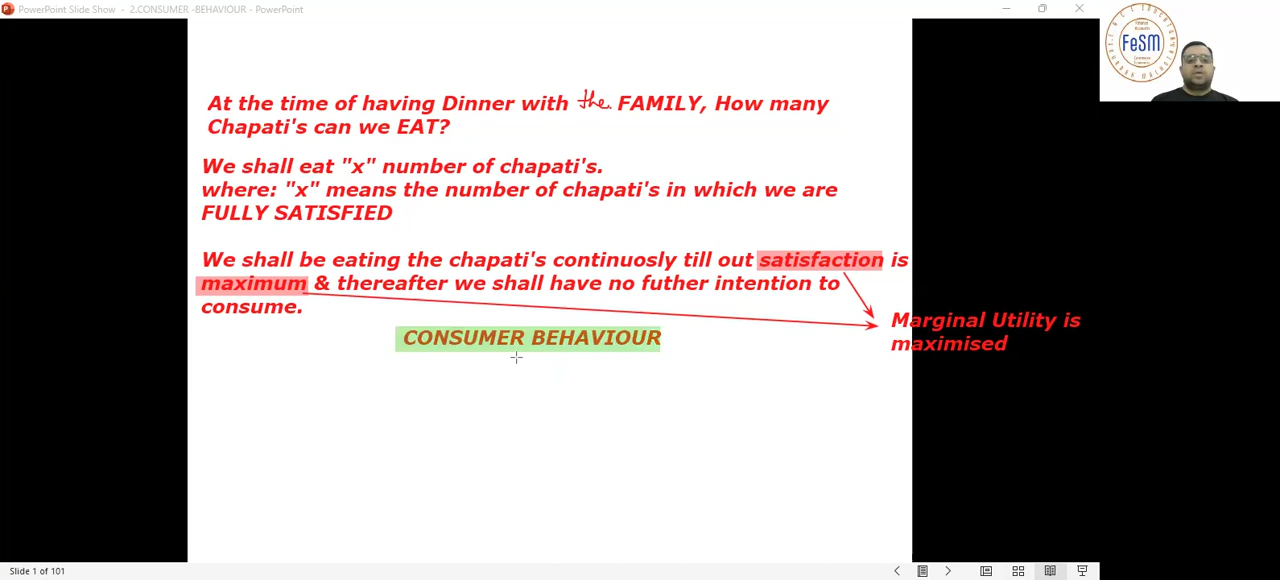 PowerPoint Slide Show - 2.CONSUMER -BEHAVIOUR - PowerPoint
FeSM
At the time of having Dinner with the FAMILY, How many
Chapati's can we EAT?
We shall eat "x" number of chapati's.
where: "x" means the number of chapati's in which we are
FULLY SATISFIED
We shall be eating the chapati's continuosly till out satisfaction is
maximum & thereafter we shall have no futher intention to
consume.
Marginal Utility is
maximised
CONSUMER BEHAVIOUR
Slide 1 of 101